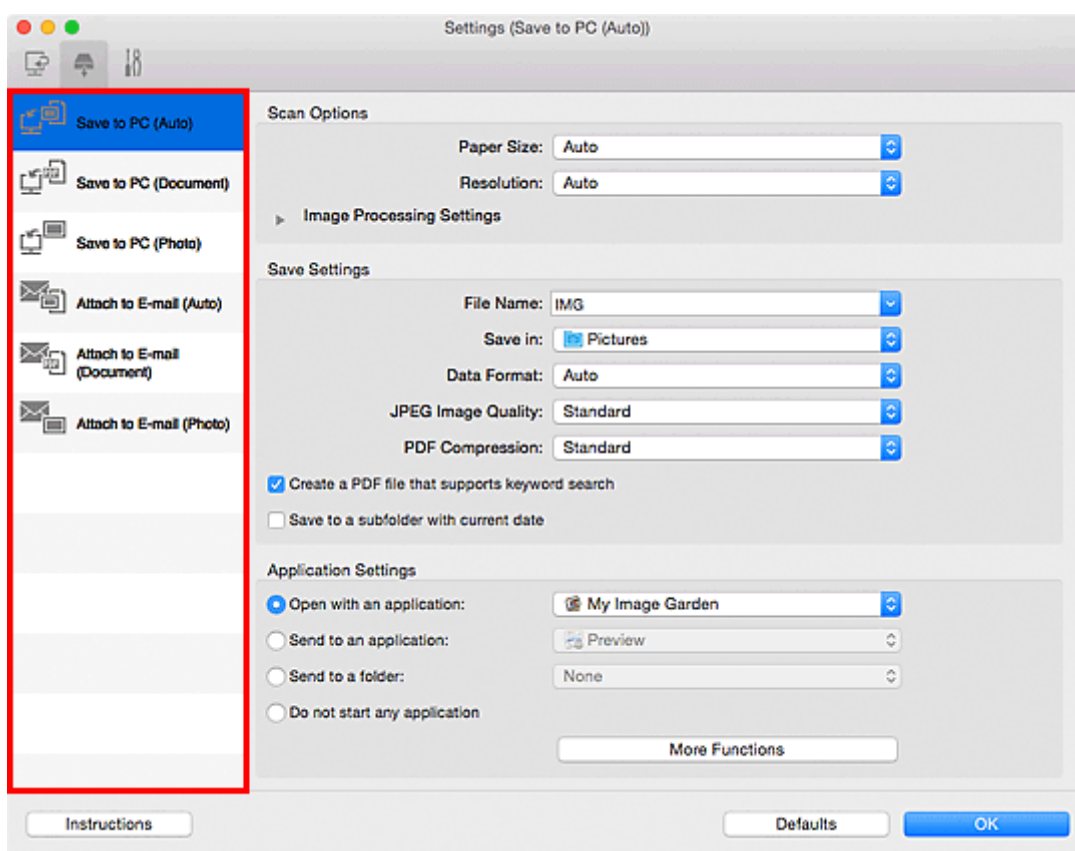 Settings (Save to PC (Auto))
Save to PC (Auto)
Save to PC (Document)
Save to PC (Photo)
Attach to E-mail (Auto)
Attach to E-mail
(Document)
Attach to E-mail (Photo)
Scan Options
Paper Size: Auto
Resolution: Auto
Image Processing Settings
Save Settings
File Name: IMG
Save in: Pictures
Data Format: Auto
JPEG Image Quality: Standard
PDF Compression: Standard
Create a PDF file that supports keyword search
Save to a subfolder with current date
Application Settings
Open with an application: My Image Garden
Send to an application: Preview
Send to a folder: None
Do not start any application
More Functions
Instructions
Defaults
OK